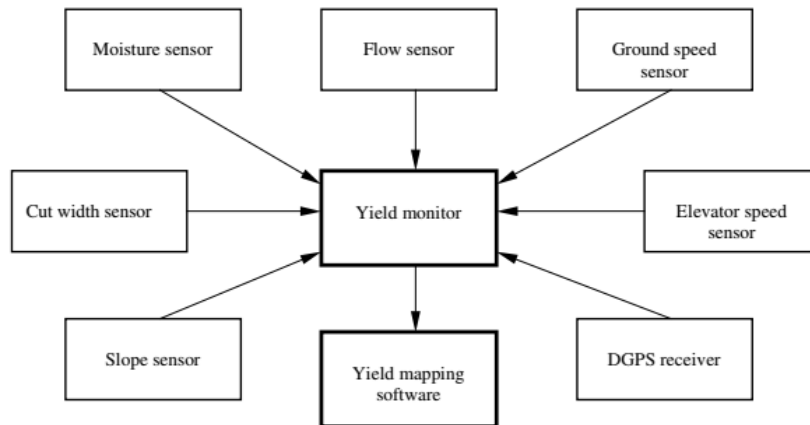 Moisture sensor
Flow sensor
Ground speed
sensor
Cut width sensor
Yield monitor
Elevator speed
sensor
Slope sensor
Yield mapping
software
DGPS receiver